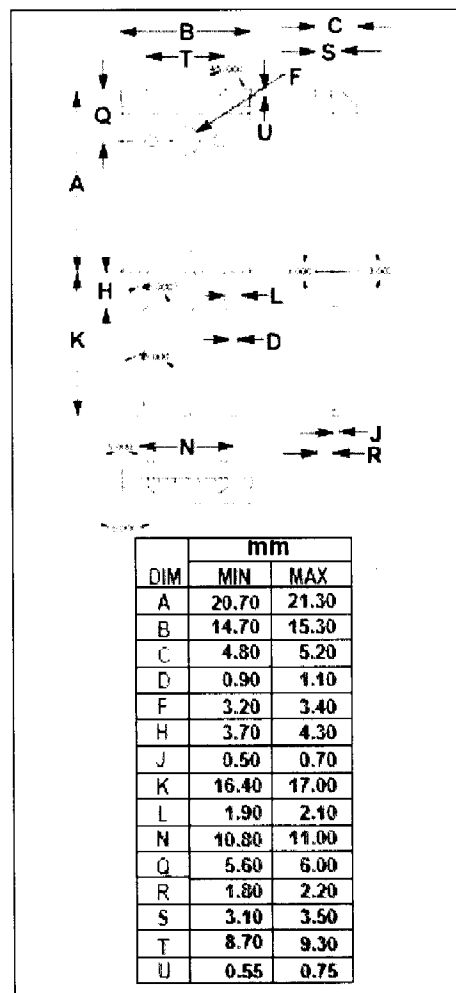 B
C
T
S
F
Q
U
A
H
L
K
D
J
N
R
mm
DIM MIN MAX
A 20.70 21.30
B 14.70 15.30
C 4.80 5.20
D 0.90 1.10
F 3.20 3.40
H 3.70 4.30
J 0.50 0.70
K 16.40 17.00
L 1.90 2.10
N 10.80 11.00
Q 5.60 6.00
R 1.80 2.20
S 3.10 3.50
T 8.70 9.30
U 0.55 0.75